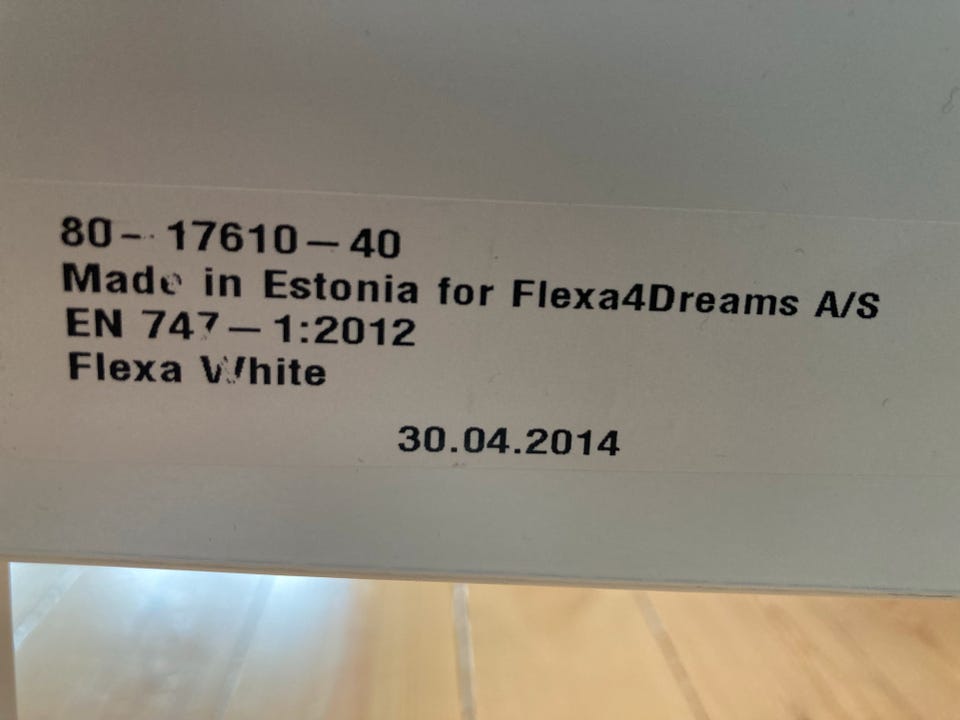 80-17610-40
Made in Estonia for Flexa4Dreams A/S
EN 747-1:2012
Flexa White
30.04.2014